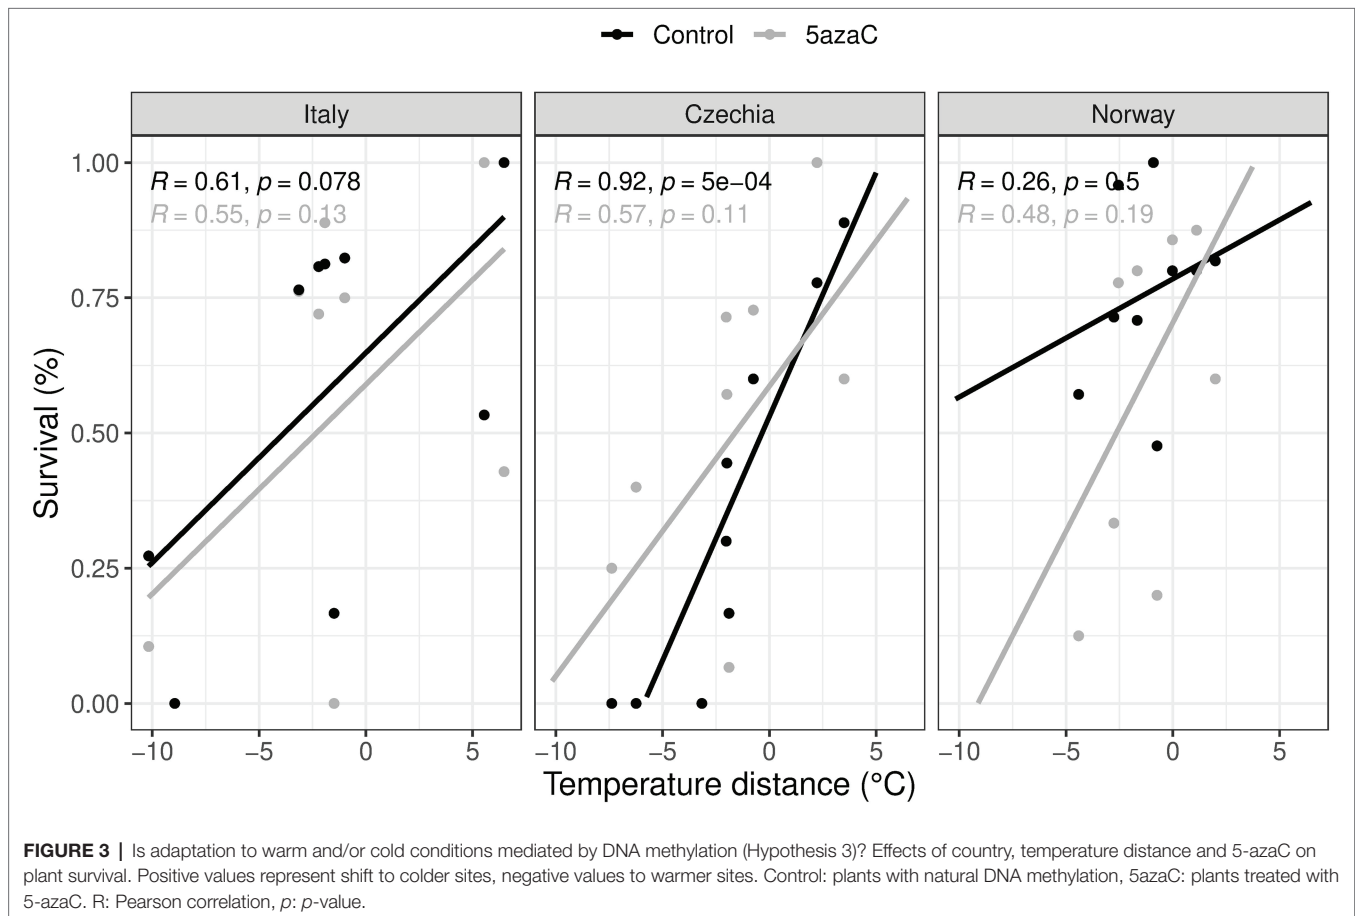 Control 5azaC
Italy Czechia Norway
R = 0.61, p = 0.078 R = 0.92, p = 5e−04 R = 0.26, p = 0.5
R = 0.55, p = 0.13 R = 0.57, p = 0.11 R = 0.48, p = 0.19
1.00
0.75
0.50
0.25
0.00
Survival (%)
−10 −5 0 5 −10 −5 0 5 −10 −5 0 5
Temperature distance (°C)
FIGURE 3 | Is adaptation to warm and/or cold conditions mediated by DNA methylation (Hypothesis 3)? Effects of country, temperature distance and 5-azaC on
plant survival. Positive values represent shift to colder sites, negative values to warmer sites. Control: plants with natural DNA methylation, 5azaC: plants treated with
5-azaC. R: Pearson correlation, p: p-value.